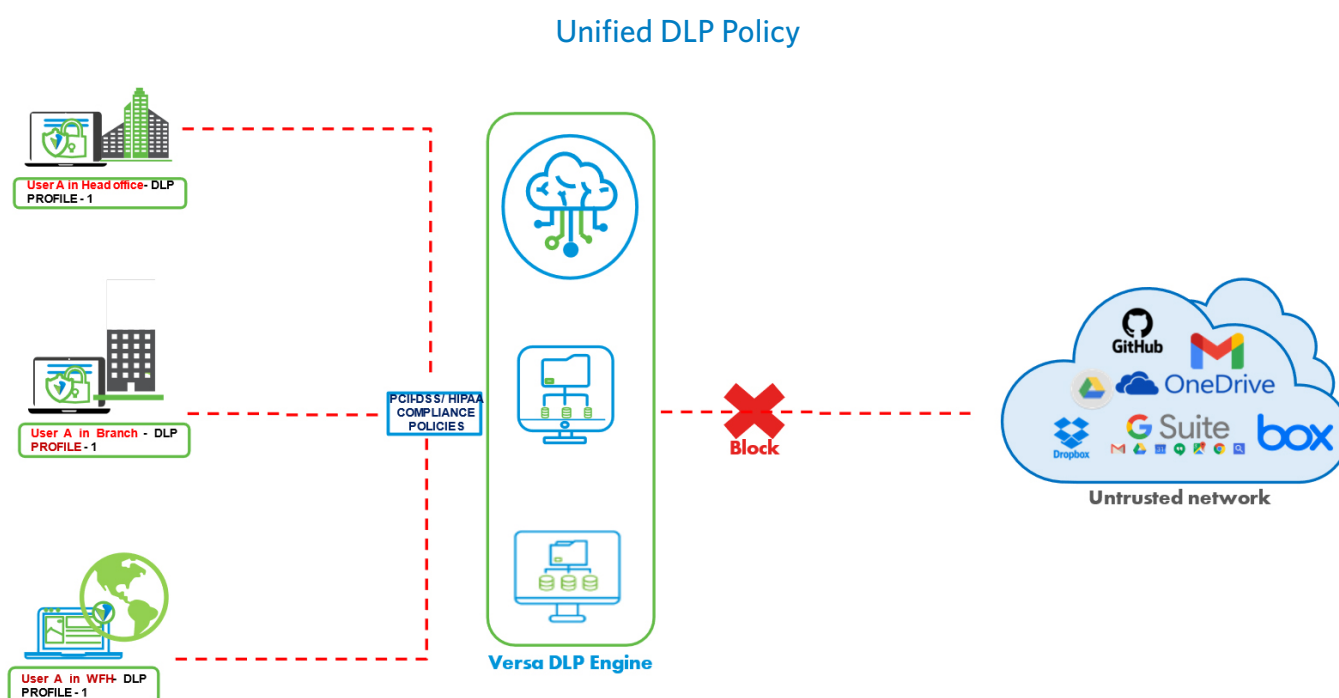 Unified DLP Policy
User A in Head office- DLP
PROFILE - 1
User A in Branch - DLP
PROFILE - 1
User A in WFH- DLP
PROFILE - 1
PCI-DSS/ HIPAA
COMPLIANCE
POLICIES
Versa DLP Engine
Block
GitHub
OneDrive
Dropbox
G Suite
box
Untrusted network